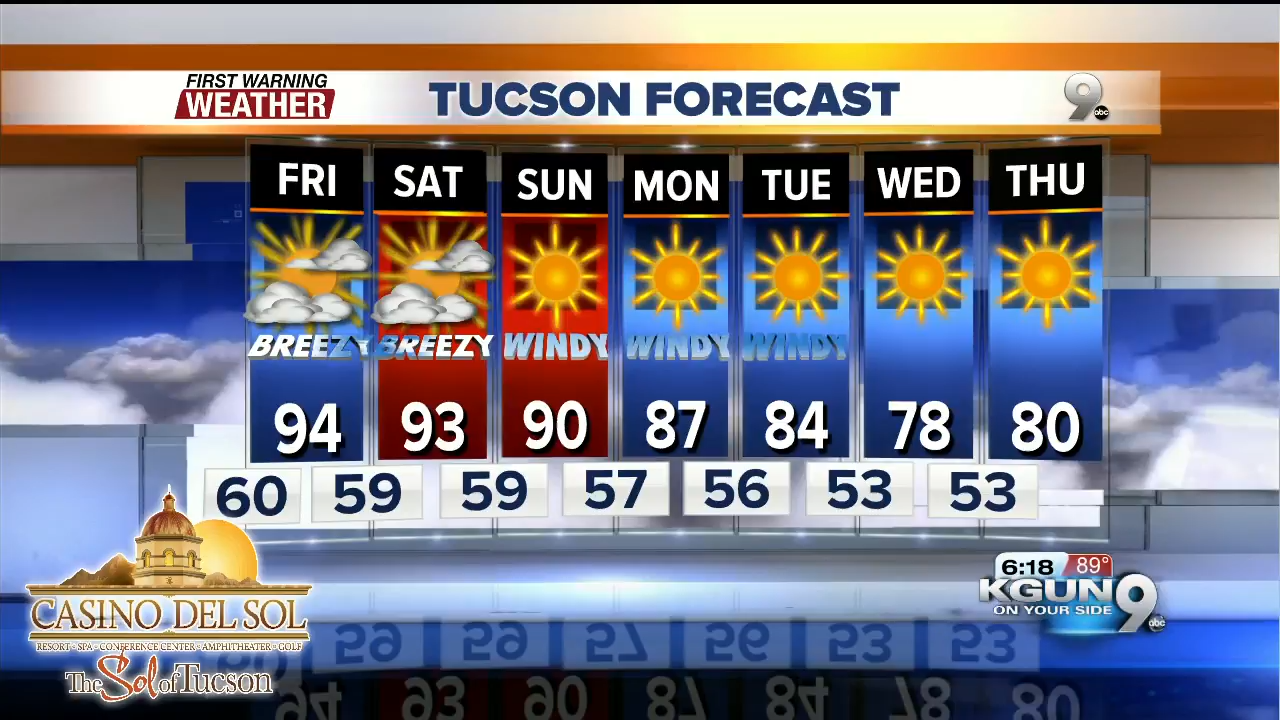 FIRST WARNING
WEATHER
TUCSON FORECAST
9
abc
FRI SAT SUN MON TUE WED THU
BREEZY BREEZY WINDY WINDY WINDY
94 93 90 87 84 78 80
60 59 59 57 56 53 53
6:18 89°
KGUN9
ON YOUR SIDE
abc
CASINO DEL SOL
RESORT - SPA - CONFERENCE CENTER - AMPHITHEATER - GOLF
The Sol of Tucson